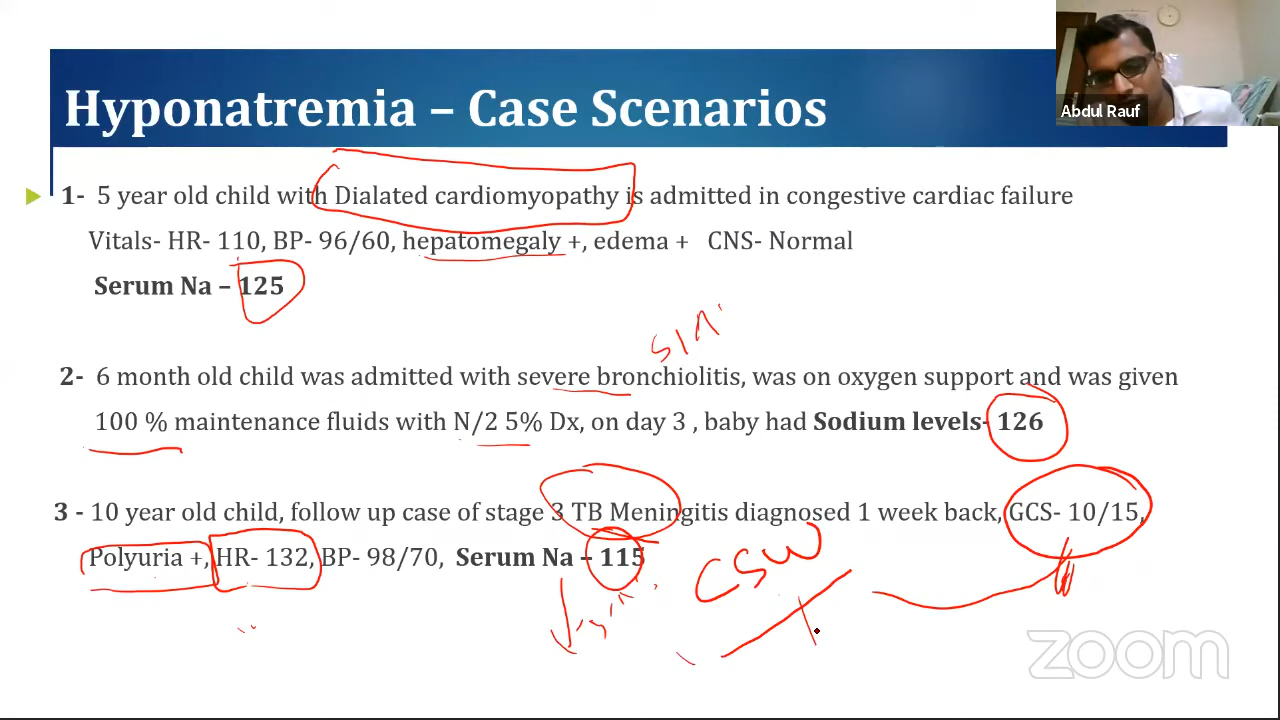 Hyponatremia – Case Scenarios
Abdul Rauf
1- 5 year old child with Dialated cardiomyopathy is admitted in congestive cardiac failure
Vitals- HR- 110, BP- 96/60, hepatomegaly +, edema + CNS- Normal
Serum Na – 125
2- 6 month old child was admitted with severe bronchiolitis, was on oxygen support and was given
100 % maintenance fluids with N/2 5% Dx, on day 3 , baby had Sodium levels- 126
3 - 10 year old child, follow up case of stage 3 TB Meningitis diagnosed 1 week back, GCS- 10/15,
Polyuria +, HR- 132, BP- 98/70, Serum Na – 115
CSW
zoom